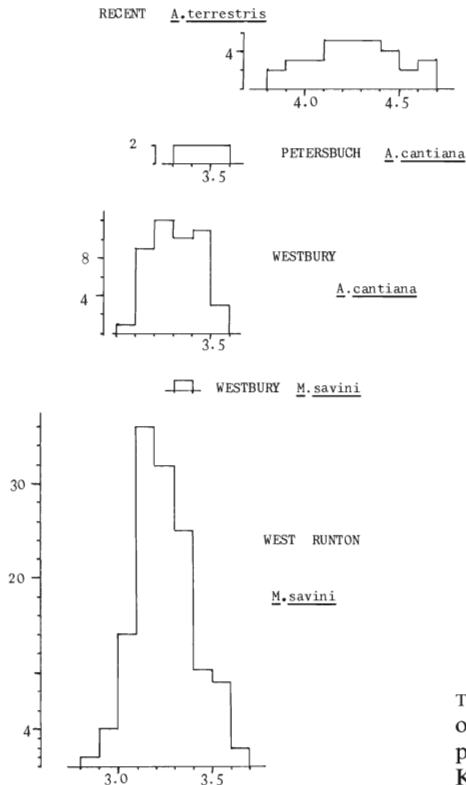 RECENT A.terrestris
4
4.0 4.5
2
PETERSBUCH A.cantiana
3.5
8
WESTBURY
4
A.cantiana
3.5
WESTBURY M.savini
30
WEST RUNTON
20
M.savini
4
3.0 3.5
T
o
p
K